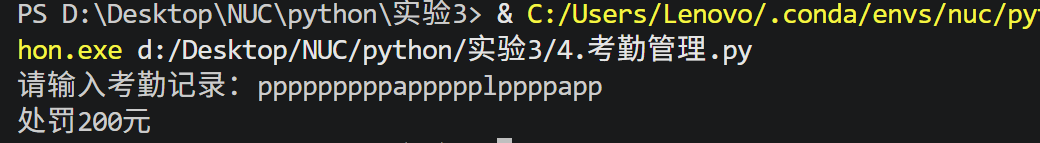 PS D:\Desktop\NUC\python\实验3> & C:/Users/Lenovo/.conda/envs/nuc/pyt
hon.exe d:/Desktop/NUC/python/实验3/4.考勤管理.py
请输入考勤记录：pppppppppappppplppppapp
处罚200元